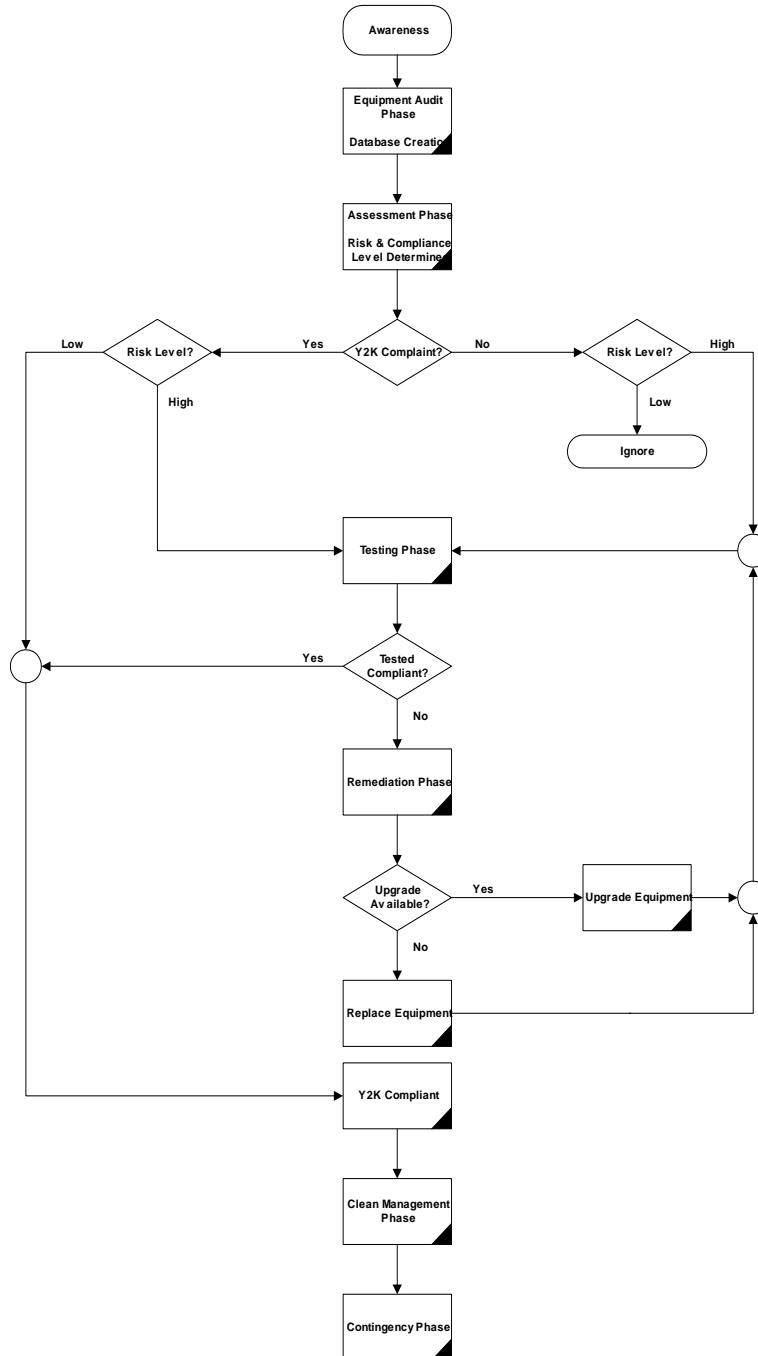 Awareness
Equipment Audit
Phase
Database Creation
Assessment Phase
Risk & Compliance
Level Determine
Low
Risk Level?
Yes
Y2K Complaint?
No
Risk Level?
High
High
Low
Ignore
Testing Phase
Yes
Tested
Compliant?
No
Remediation Phase
Upgrade
Available?
Yes
Upgrade Equipment
No
Replace Equipment
Y2K Compliant
Clean Management
Phase
Contingency Phase